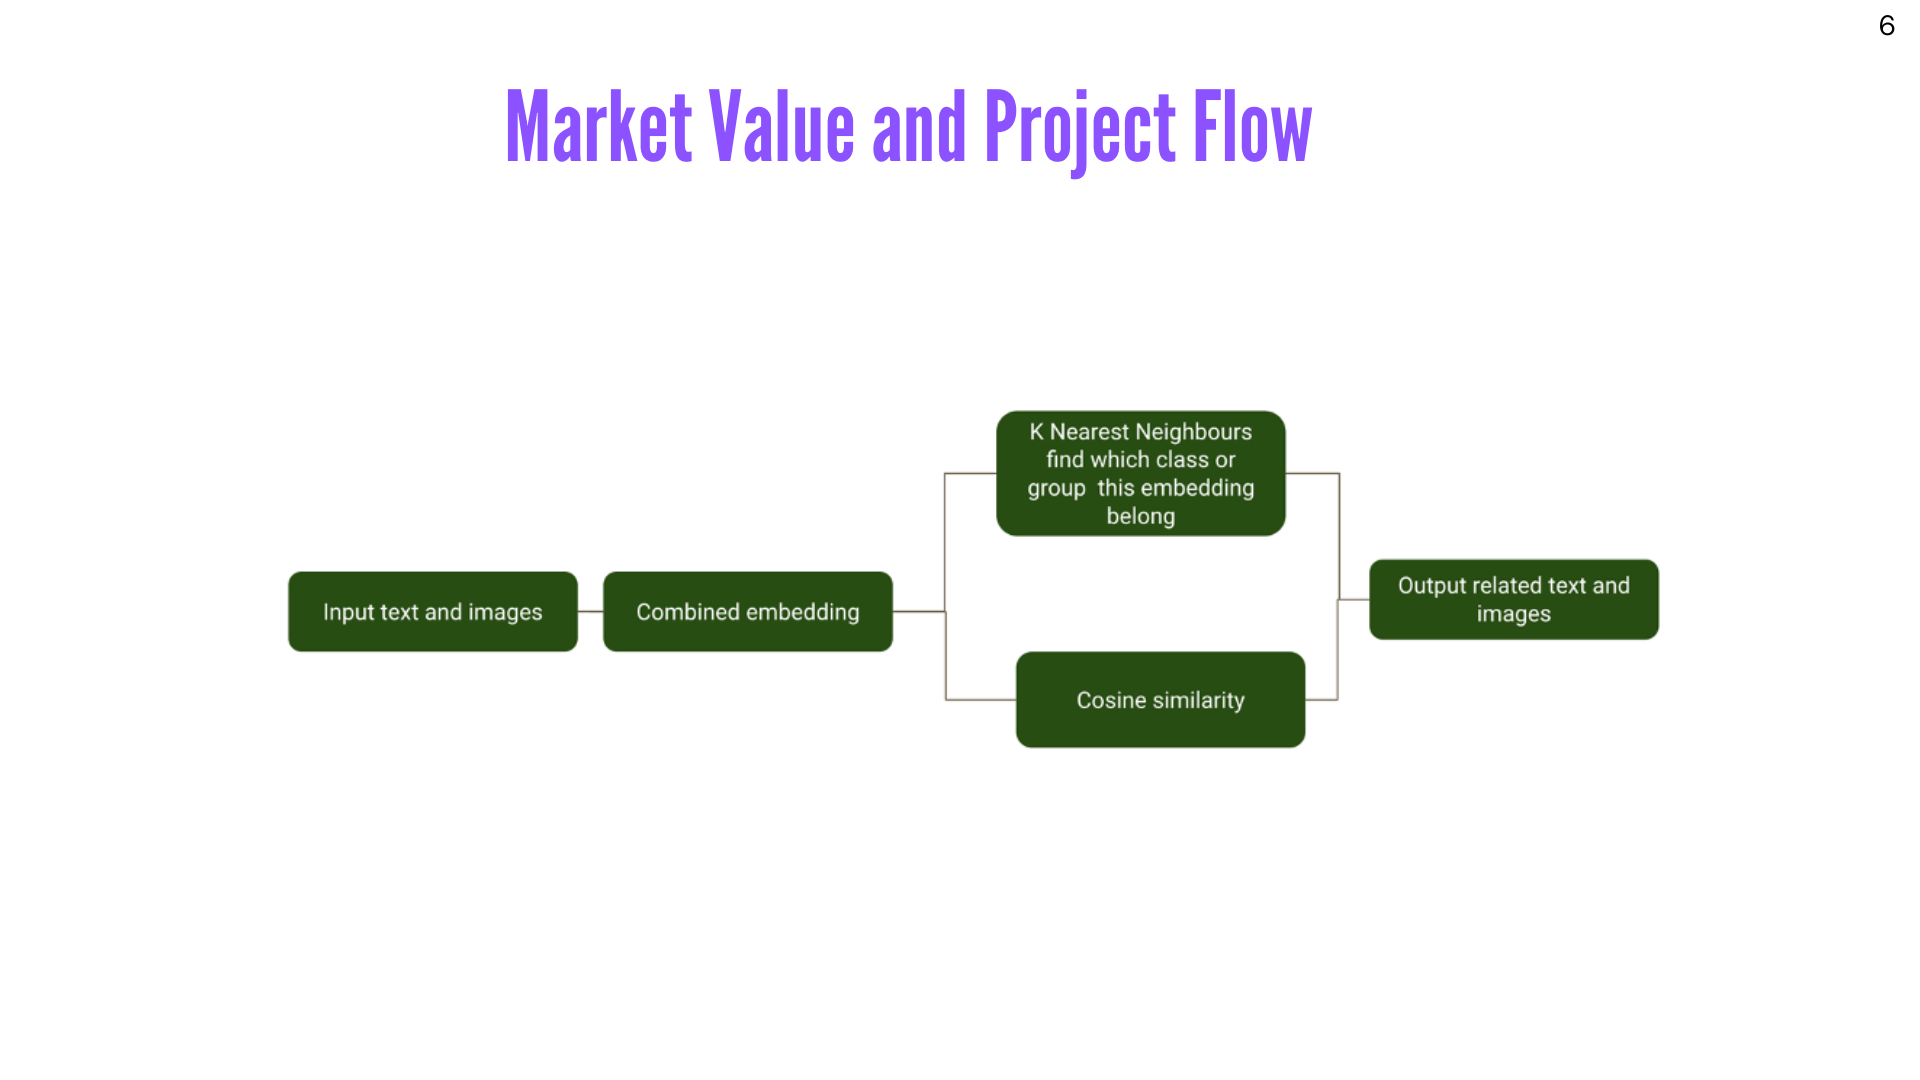 6
Market Value and Project Flow
K Nearest Neighbours
find which class or
group  this embedding
belong
Input text and images
Combined embedding
Output related text and
images
Cosine similarity